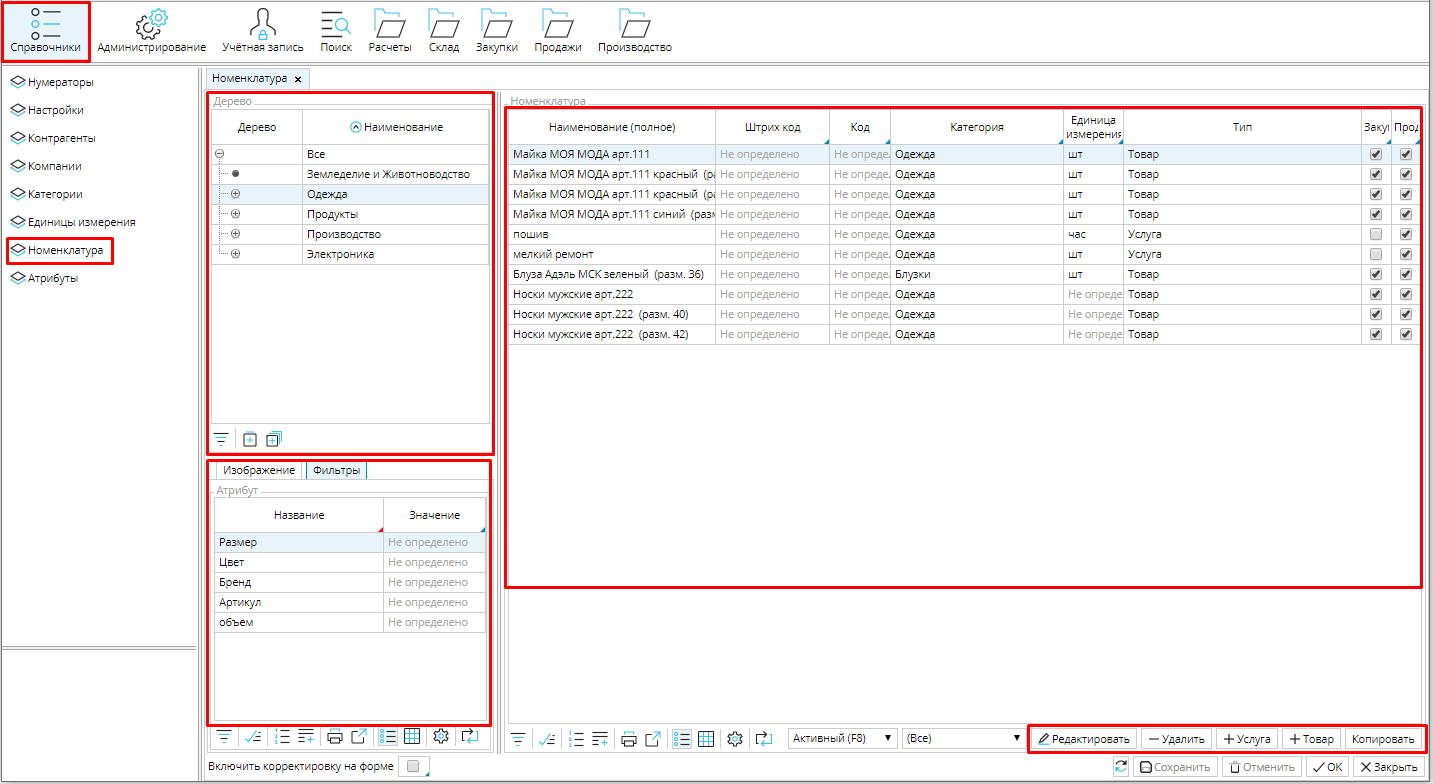 Справочники Администрирование Учётная запись Поиск Расчеты Склад Закупки Продажи Производство
Нумераторы
Настройки
Контрагенты
Компании
Категории
Единицы измерения
Номенклатура
Атрибуты
Номенклатура x
Дерево
Дерево Наименование
Все
Земледелие и Животноводство
Одежда
Продукты
Производство
Электроника
Изображение Фильтры
Атрибут
Название Значение
Размер Не определено
Цвет Не определено
Бренд Не определено
Артикул Не определено
объем Не определено
Включить корректировку на форме
Номенклатура
Наименование (полное) Штрих код Код Категория Единица измерения Тип Заку Прод
Майка МОЯ МОДА арт.111 Не определено Не опреде. Одежда шт Товар
Майка МОЯ МОДА арт.111 красный (ра Не определено Не опреде. Одежда шт Товар
Майка МОЯ МОДА арт.111 красный (ра Не определено Не опреде. Одежда шт Товар
Майка МОЯ МОДА арт.111 синий (разм Не определено Не опреде. Одежда шт Товар
пошив Не определено Не опреде. Одежда час Услуга
мелкий ремонт Не определено Не опреде. Одежда шт Услуга
Блуза Адэль МСК зеленый (разм. 36) Не определено Не опреде. Блузки шт Товар
Носки мужские арт.222 Не определено Не опреде. Одежда Не опреде Товар
Носки мужские арт.222 (разм. 40) Не определено Не опреде. Одежда Не опреде Товар
Носки мужские арт.222 (разм. 42) Не определено Не опреде. Одежда Не опреде Товар
Активный (F8) (Все) Редактировать Удалить Услуга Товар Копировать
Сохранить Отменить ОК Закрыть